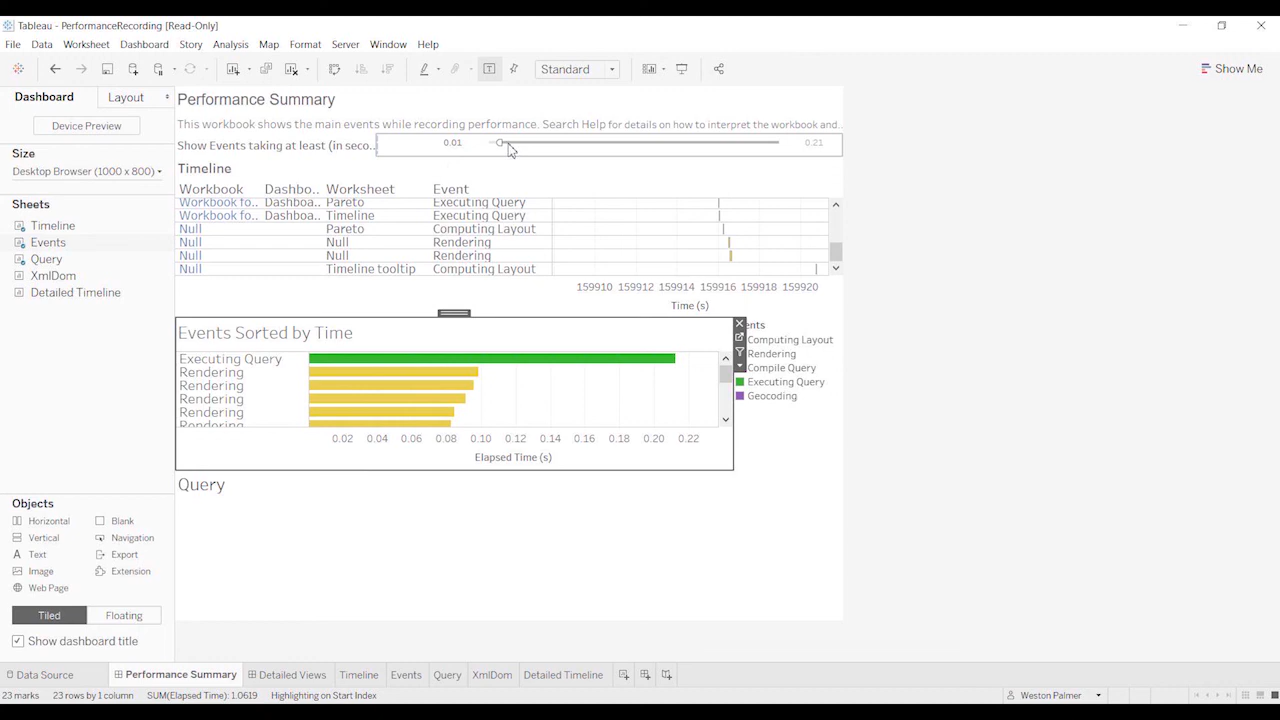 Tableau - PerformanceRecording [Read-Only]
File Data Worksheet Dashboard Story Analysis Map Format Server Window Help
Standard
Show Me
Dashboard Layout
Device Preview
Size
Desktop Browser (1000 x 800)
Sheets
Timeline
Events
Query
XmlDom
Detailed Timeline
Objects
Horizontal Blank
Vertical Navigation
Text Export
Image Extension
Web Page
Tiled Floating
Show dashboard title
Performance Summary
This workbook shows the main events while recording performance. Search Help for details on how to interpret the workbook and..
Show Events taking at least (in seco.. 0.01 0.21
Timeline
Workbook Dashbo.. Worksheet Event
Workbook fo.. Dashboa.. Pareto Executing Query
Workbook fo.. Dashboa.. Timeline Executing Query
Null Pareto Computing Layout
Null Null Rendering
Null Null Rendering
Null Timeline tooltip Computing Layout
159910 159912 159914 159916 159918 159920
Time (s)
Events Sorted by Time
Executing Query
Rendering
Rendering
Rendering
Rendering
Rendering
0.02 0.04 0.06 0.08 0.10 0.12 0.14 0.16 0.18 0.20 0.22
Elapsed Time (s)
ents
Computing Layout
Rendering
Compile Query
Executing Query
Geocoding
Query
Data Source Performance Summary Detailed Views Timeline Events Query XmlDom Detailed Timeline
23 marks 23 rows by 1 column SUM(Elapsed Time): 1.0619 Highlighting on Start Index Weston Palmer